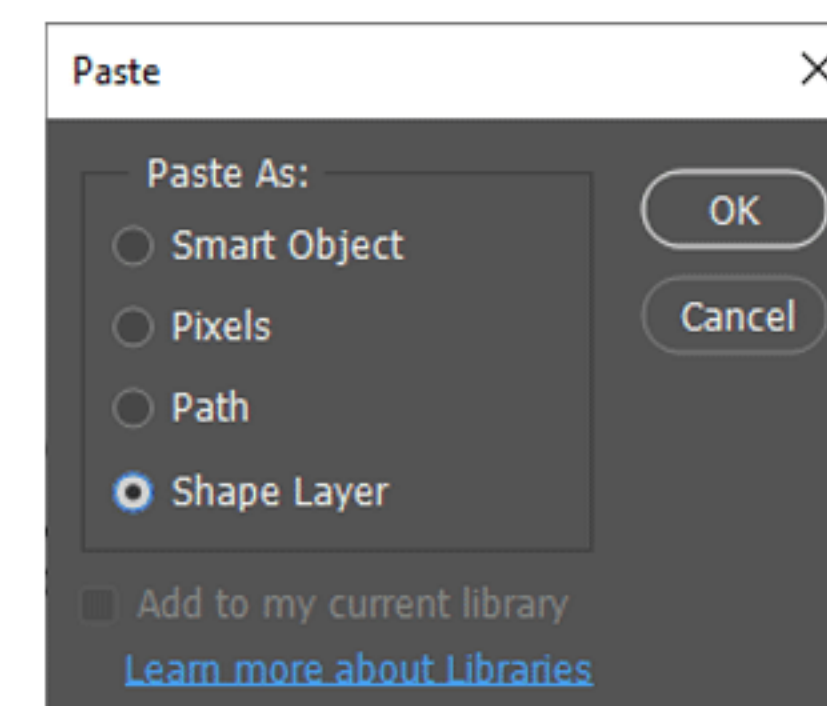 Paste
Paste As:
OK
Smart Object
Pixels
Cancel
Path
Shape Layer
Add to my current library
Learn more about Libraries